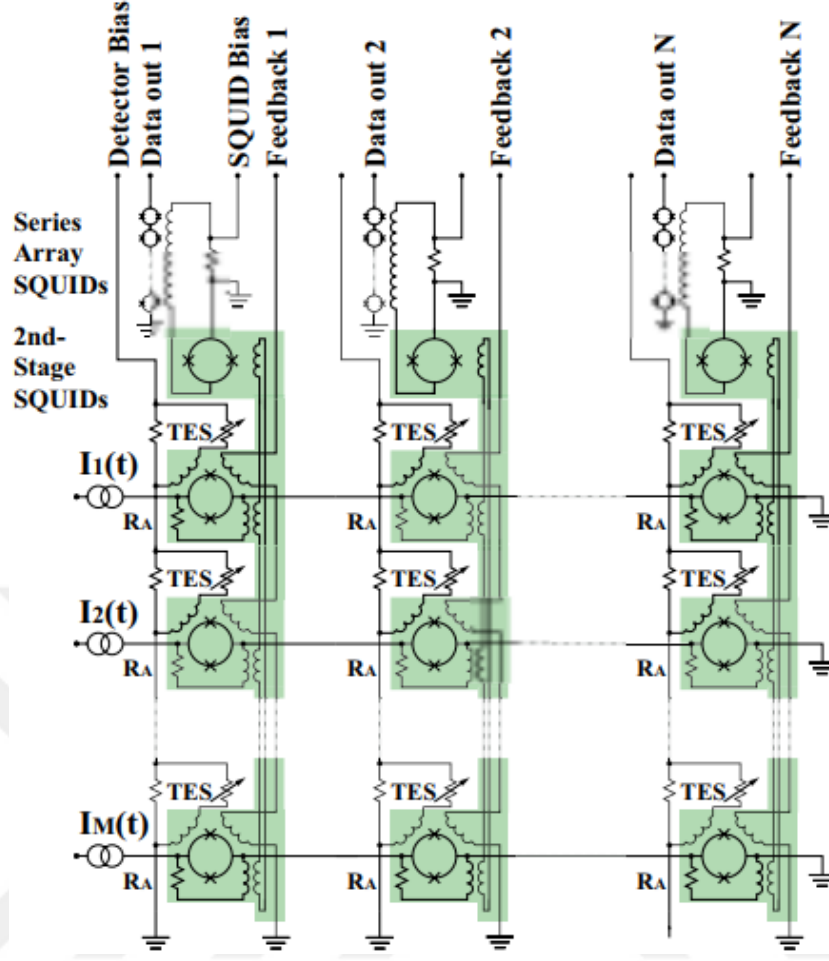 Detector Bias
Data out 1
SQUID Bias
Feedback 1
Data out 2
Feedback 2
Data out N
Feedback N
Series
Array
SQUIDs
2nd-
Stage
SQUIDs
TES TES TES
I1(t)
RA RA RA
TES TES TES
I2(t)
RA RA RA
TES TES TES
IM(t)
RA RA RA